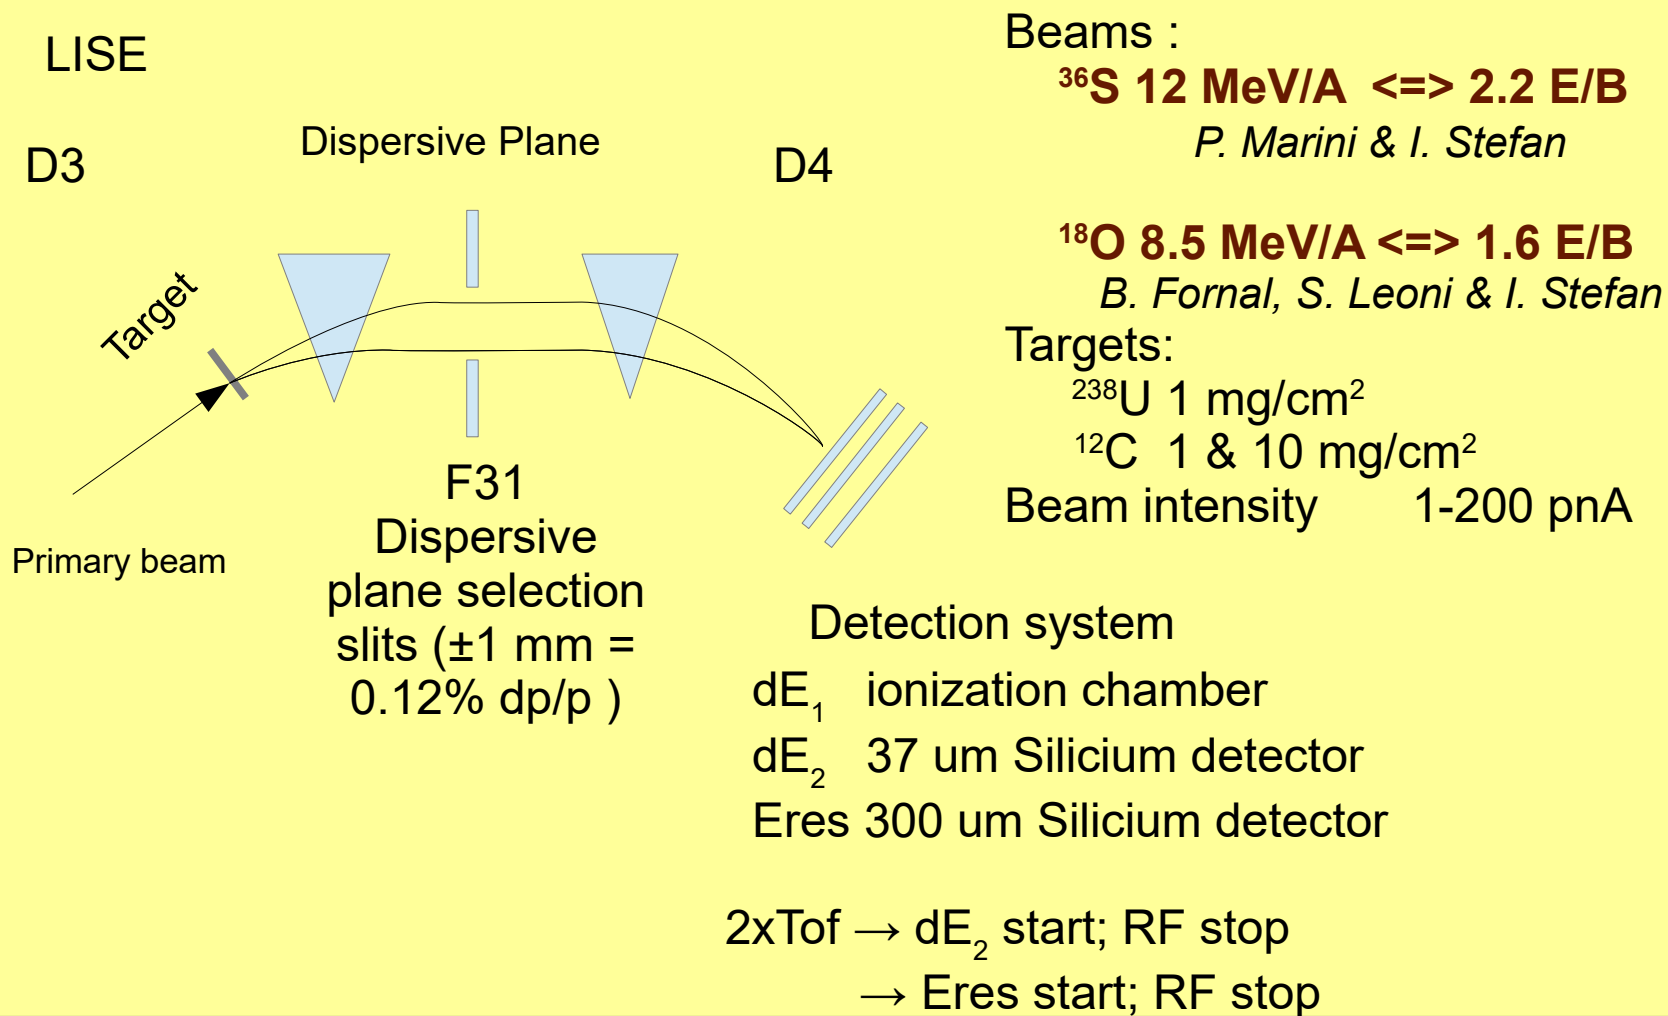 LISE
D3
Dispersive Plane
D4
Target
Primary beam
F31
Dispersive
plane selection
slits (±1 mm =
0.12% dp/p )
Beams :
³⁶S 12 MeV/A <=> 2.2 E/B
P. Marini & I. Stefan
¹⁸O 8.5 MeV/A <=> 1.6 E/B
B. Fornal, S. Leoni & I. Stefan
Targets:
²³⁸U 1 mg/cm²
¹²C 1 & 10 mg/cm²
Beam intensity 1-200 pnA
Detection system
dE₁ ionization chamber
dE₂ 37 um Silicium detector
Eres 300 um Silicium detector
2xTof → dE₂ start; RF stop
→ Eres start; RF stop